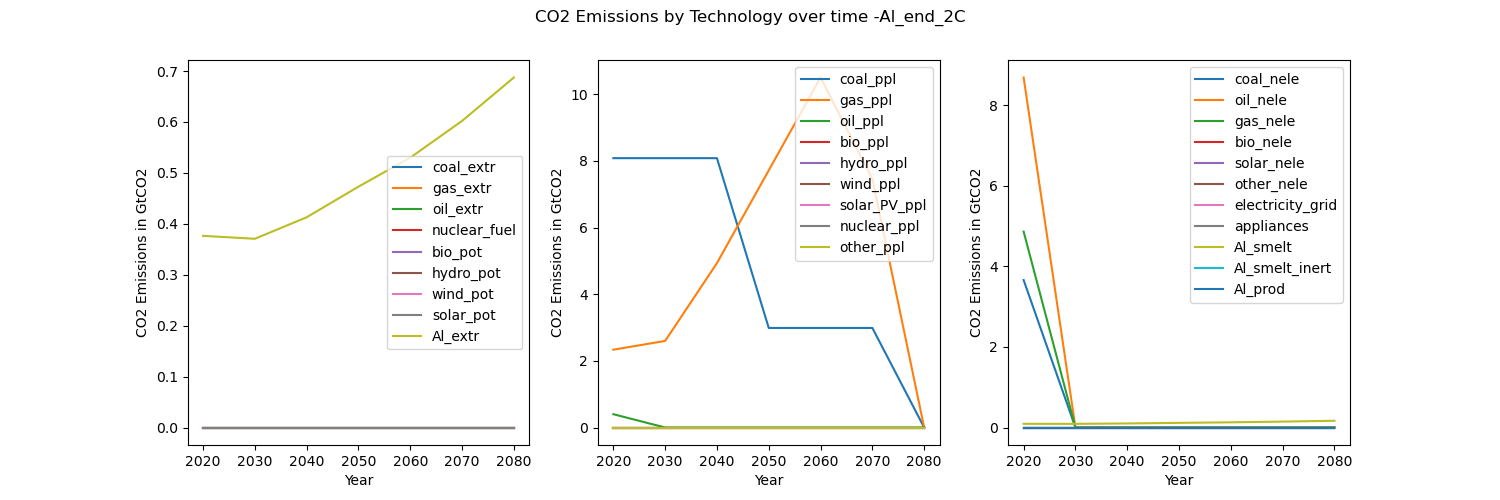 CO2 Emissions by Technology over time -Al_end_2C
CO2 Emissions in GtCO2
0.7
0.6
0.5
0.4
0.3
0.2
0.1
0.0
2020 2030 2040 2050 2060 2070 2080
Year
coal_extr
gas_extr
oil_extr
nuclear_fuel
bio_pot
hydro_pot
wind_pot
solar_pot
Al_extr
CO2 Emissions in GtCO2
10
8
6
4
2
0
2020 2030 2040 2050 2060 2070 2080
Year
coal_ppl
gas_ppl
oil_ppl
bio_ppl
hydro_ppl
wind_ppl
solar_PV_ppl
nuclear_ppl
other_ppl
CO2 Emissions in GtCO2
8
6
4
2
0
2020 2030 2040 2050 2060 2070 2080
Year
coal_nele
oil_nele
gas_nele
bio_nele
solar_nele
other_nele
electricity_grid
appliances
Al_smelt
Al_smelt_inert
Al_prod